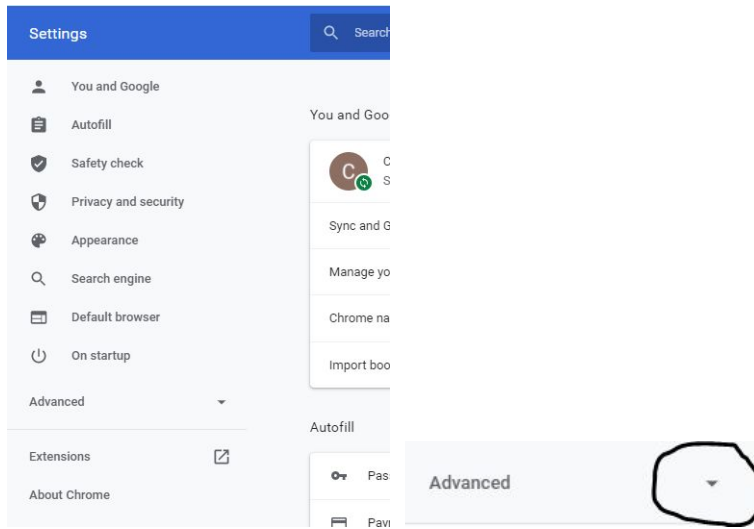 Settings
Search
You and Google
Autofill
Safety check
Privacy and security
Appearance
Search engine
Default browser
On startup
Advanced
Extensions
About Chrome
You and Goo
C
C
S
Sync and G
Manage yo
Chrome na
Import boo
Autofill
Pas
Payr
Advanced